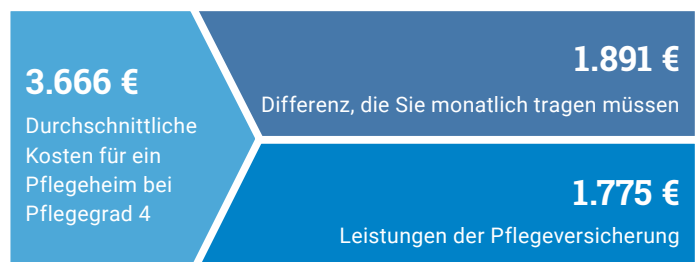 3.666 €
Durchschnittliche
Kosten für ein
Pflegeheim bei
Pflegegrad 4
1.891 €
Differenz, die Sie monatlich tragen müssen
1.775 €
Leistungen der Pflegeversicherung